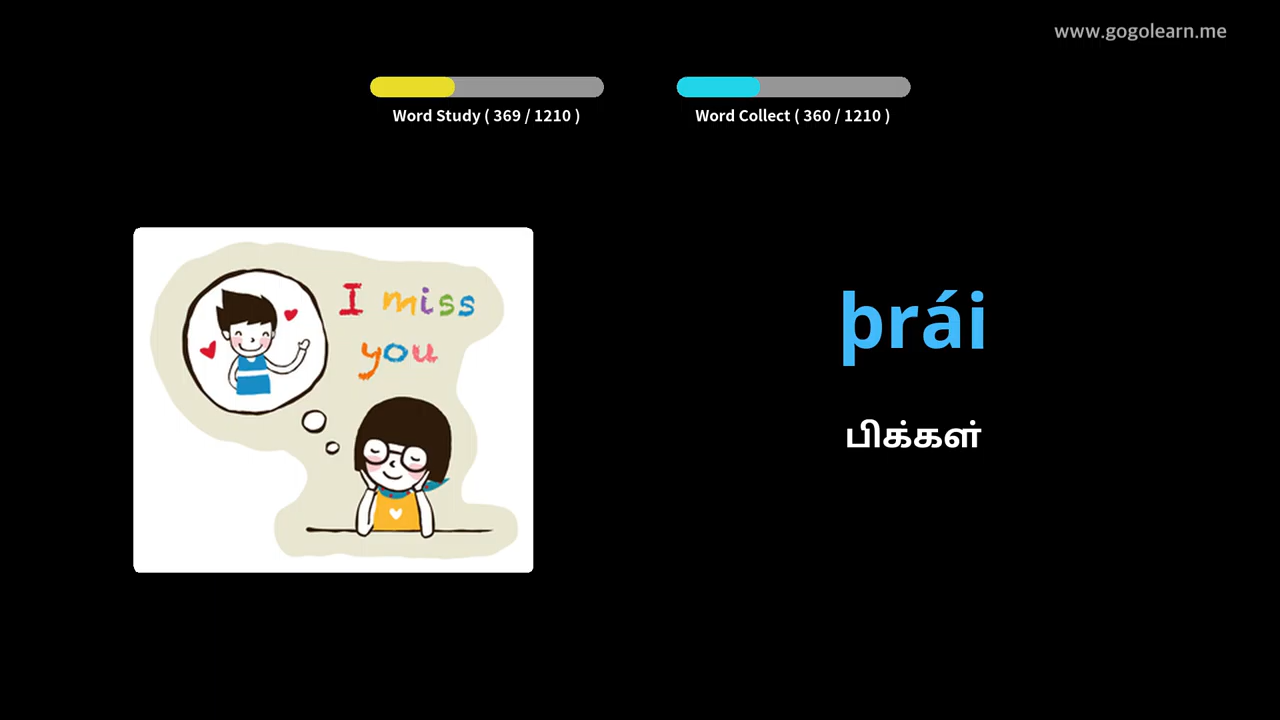 www.gogolearn.me
Word Study ( 369 / 1210 )
Word Collect ( 360 / 1210 )
I miss
you
þrái
பிக்கள்